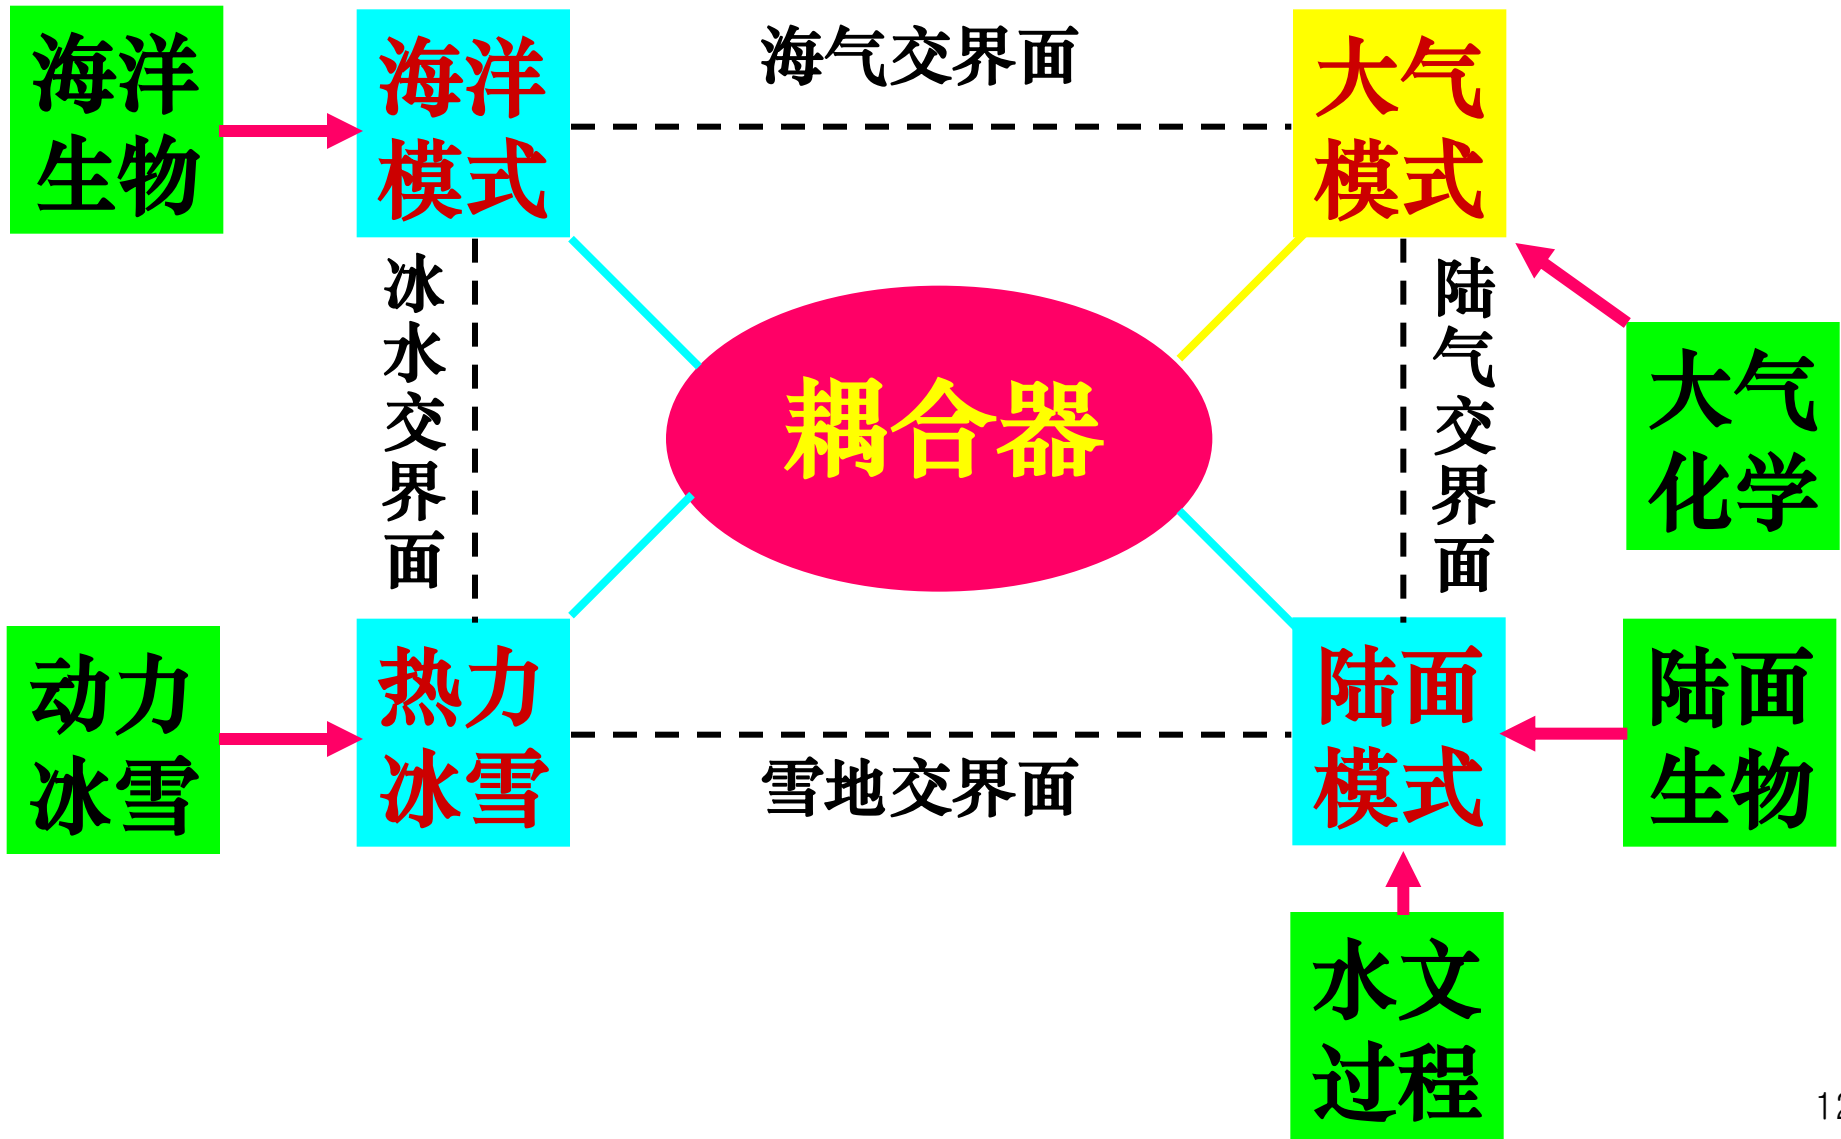 海洋
生物
海洋
模式
海气交界面
大气
模式
冰
水
交
界
面
耦合器
陆
气
交
界
面
大气
化学
动力
冰雪
热力
冰雪
雪地交界面
陆面
模式
陆面
生物
水文
过程